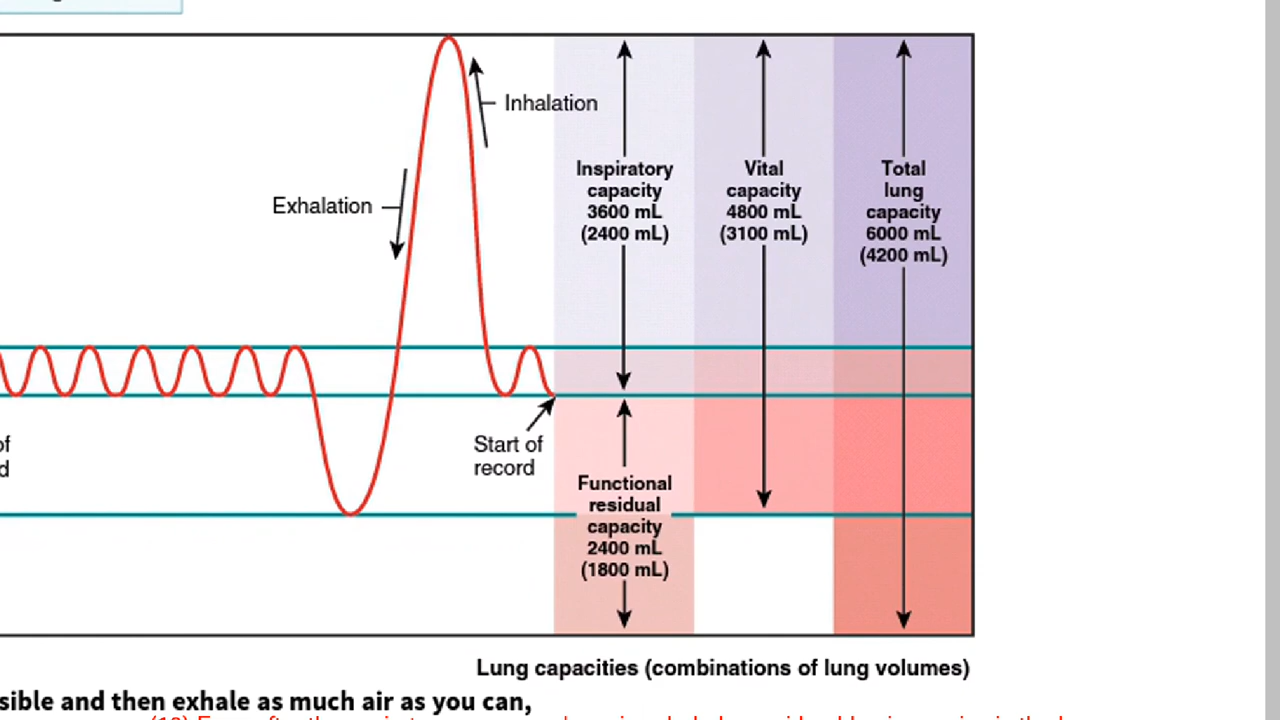 Inhalation
Exhalation
Inspiratory
capacity
3600 mL
(2400 mL)
Vital
capacity
4800 mL
(3100 mL)
Total
lung
capacity
6000 mL
(4200 mL)
of
d
Start of
record
Functional
residual
capacity
2400 mL
(1800 mL)
Lung capacities (combinations of lung volumes)
sible and then exhale as much air as you can,